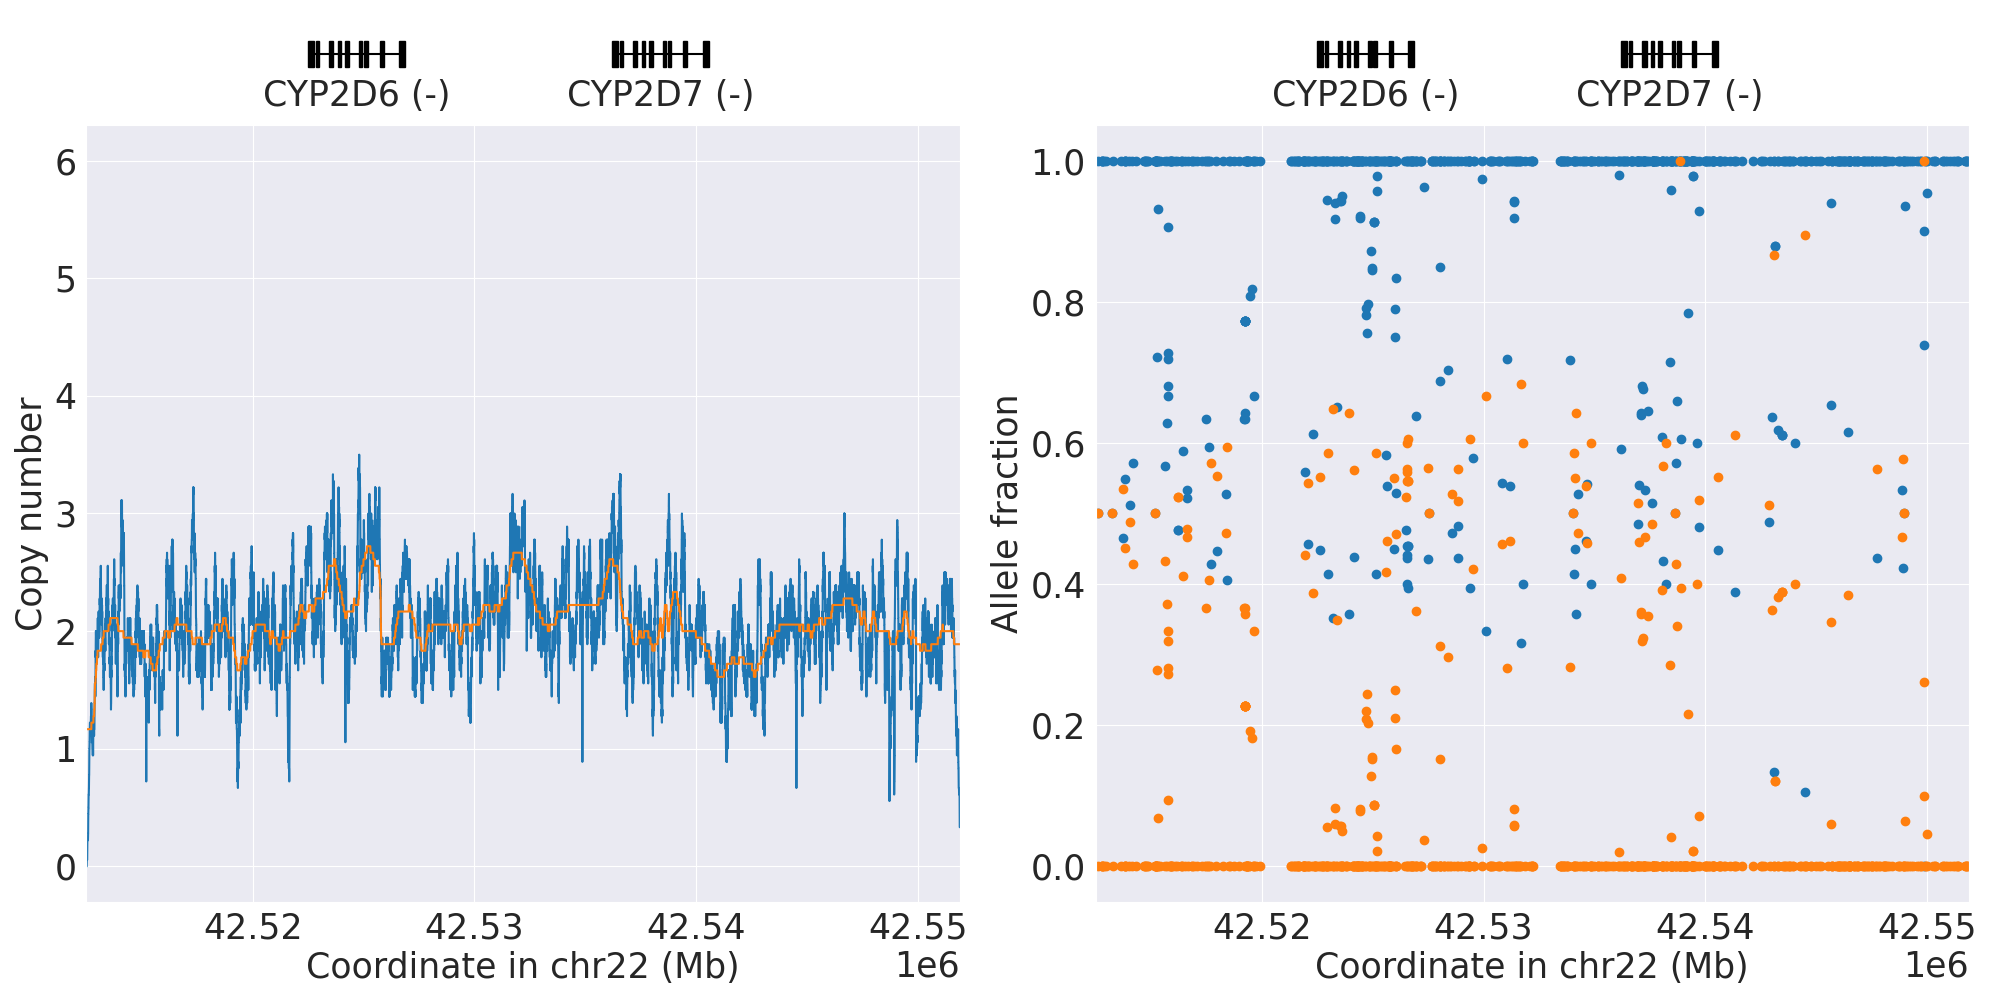 CYP2D6 (-) CYP2D7 (-)
6
5
4
3
2
1
0
Copy number
42.52 42.53 42.54 42.55
Coordinate in chr22 (Mb) 1e6
CYP2D6 (-) CYP2D7 (-)
1.0
0.8
0.6
0.4
0.2
0.0
Allele fraction
42.52 42.53 42.54 42.55
Coordinate in chr22 (Mb) 1e6